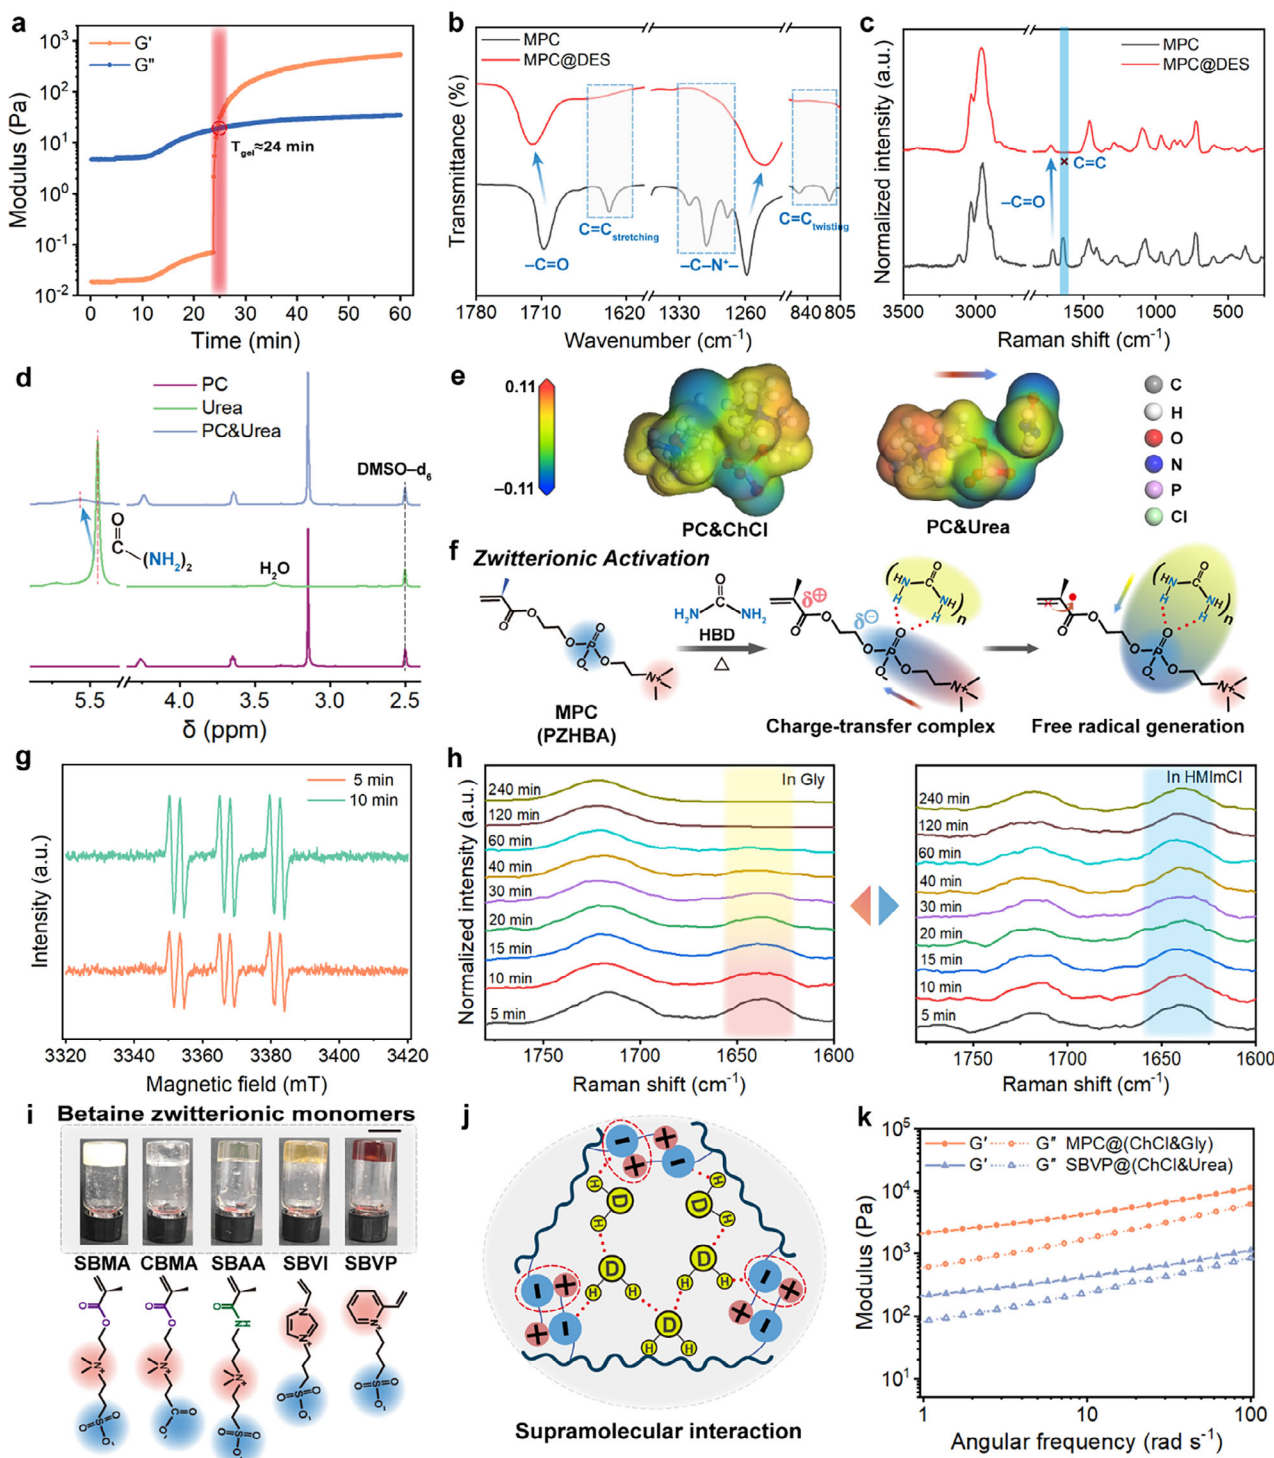 a
G'
G"
10³
10²
10¹
10⁰
10⁻¹
10⁻²
Modulus (Pa)
T_gel≈24 min
0 10 20 30 40 50 60
Time (min)
b
MPC
MPC@DES
Transmittance (%)
C=C_stretching
–C=O
–C–N⁺–
C=C_twisting
1780 1710 1620 1330 1260 840 805
Wavenumber (cm⁻¹)
c
MPC
MPC@DES
Normalized intensity (a.u.)
C=C
–C=O
3500 3000 1500 1000 500
Raman shift (cm⁻¹)
d
PC
Urea
PC&Urea
DMSO–d₆
O
C
(NH₂)₂
H₂O
5.5 4.0 3.5 3.0 2.5
δ (ppm)
e
0.11
–0.11
PC&ChCl
PC&Urea
C
H
O
N
P
Cl
f Zwitterionic Activation
H₂N NH₂
HBD
△
δ⊕
δ⊖
n
n
MPC
(PZHBA)
Charge-transfer complex
Free radical generation
g
5 min
10 min
Intensity (a.u.)
3320 3340 3360 3380 3400 3420
Magnetic field (mT)
h
Normalized intensity (a.u.)
In Gly
240 min
120 min
60 min
40 min
30 min
20 min
15 min
10 min
5 min
1750 1700 1650 1600
Raman shift (cm⁻¹)
In HMImCl
240 min
120 min
60 min
40 min
30 min
20 min
15 min
10 min
5 min
1750 1700 1650 1600
Raman shift (cm⁻¹)
i Betaine zwitterionic monomers
SBMA CBMA SBAA SBVI SBVP
j
D D
D D
D
H H
Supramolecular interaction
k
G' G" MPC@(ChCl&Gly)
G' G" SBVP@(ChCl&Urea)
10⁵
10⁴
10³
10²
10¹
Modulus (Pa)
1 10 100
Angular frequency (rad s⁻¹)